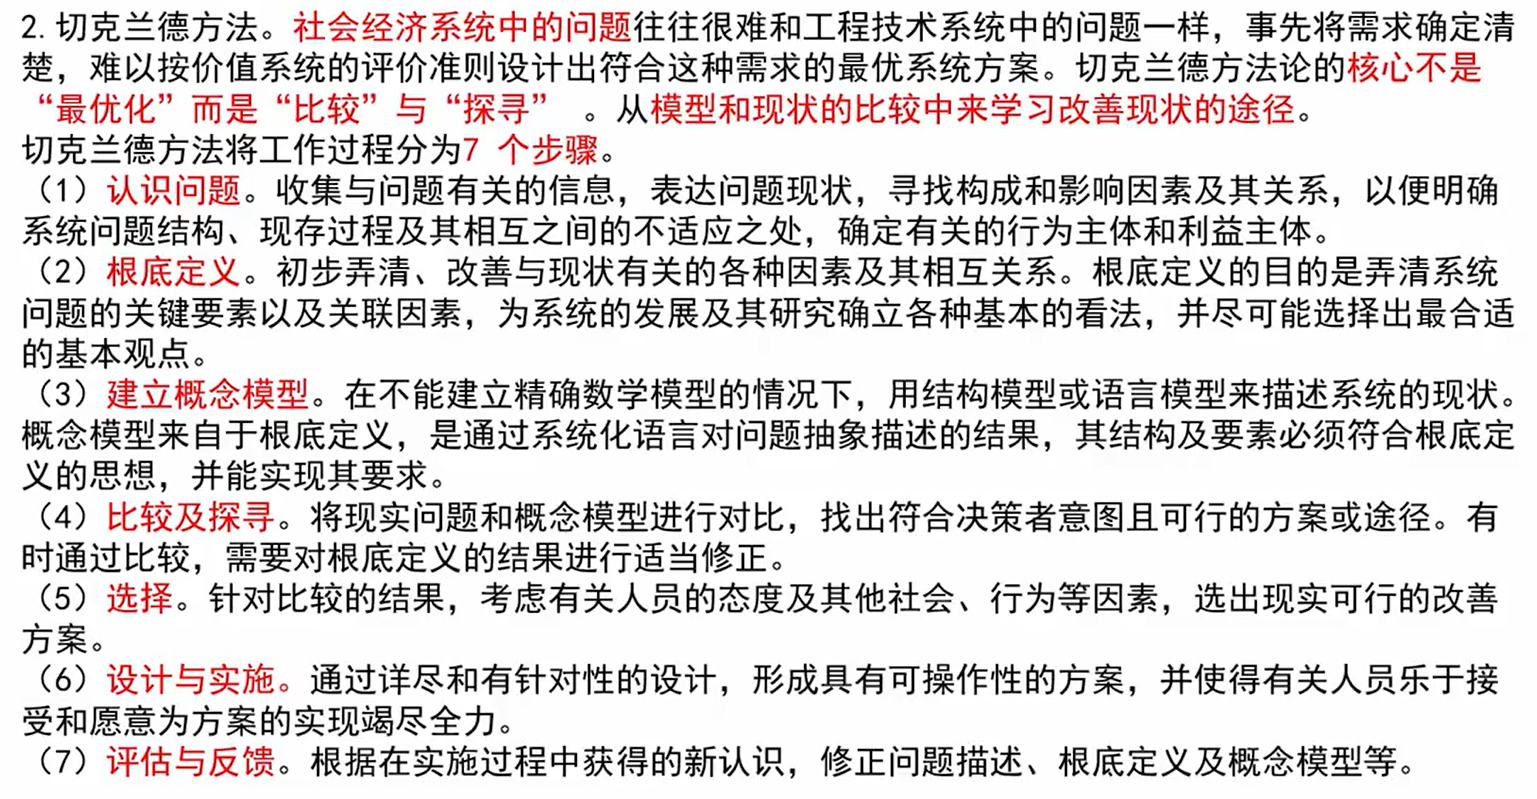 2.切克兰德方法。社会经济系统中的问题往往很难和工程技术系统中的问题一样，事先将需求确定清
楚，难以按价值系统的评价准则设计出符合这种需求的最优系统方案。切克兰德方法论的核心不是
“最优化”而是“比较”与“探寻” 。从模型和现状的比较中来学习改善现状的途径。
切克兰德方法将工作过程分为7 个步骤。
（1）认识问题。收集与问题有关的信息，表达问题现状，寻找构成和影响因素及其关系，以便明确
系统问题结构、现存过程及其相互之间的不适应之处，确定有关的行为主体和利益主体。
（2）根底定义。初步弄清、改善与现状有关的各种因素及其相互关系。根底定义的目的是弄清系统
问题的关键要素以及关联因素，为系统的发展及其研究确立各种基本的看法，并尽可能选择出最合适
的基本观点。
（3）建立概念模型。在不能建立精确数学模型的情况下，用结构模型或语言模型来描述系统的现状。
概念模型来自于根底定义，是通过系统化语言对问题抽象描述的结果，其结构及要素必须符合根底定
义的思想，并能实现其要求。
（4）比较及探寻。将现实问题和概念模型进行对比，找出符合决策者意图且可行的方案或途径。有
时通过比较，需要对根底定义的结果进行适当修正。
（5）选择。针对比较的结果，考虑有关人员的态度及其他社会、行为等因素，选出现实可行的改善
方案。
（6）设计与实施。通过详尽和有针对性的设计，形成具有可操作性的方案，并使得有关人员乐于接
受和愿意为方案的实现竭尽全力。
（7）评估与反馈。根据在实施过程中获得的新认识，修正问题描述、根底定义及概念模型等。